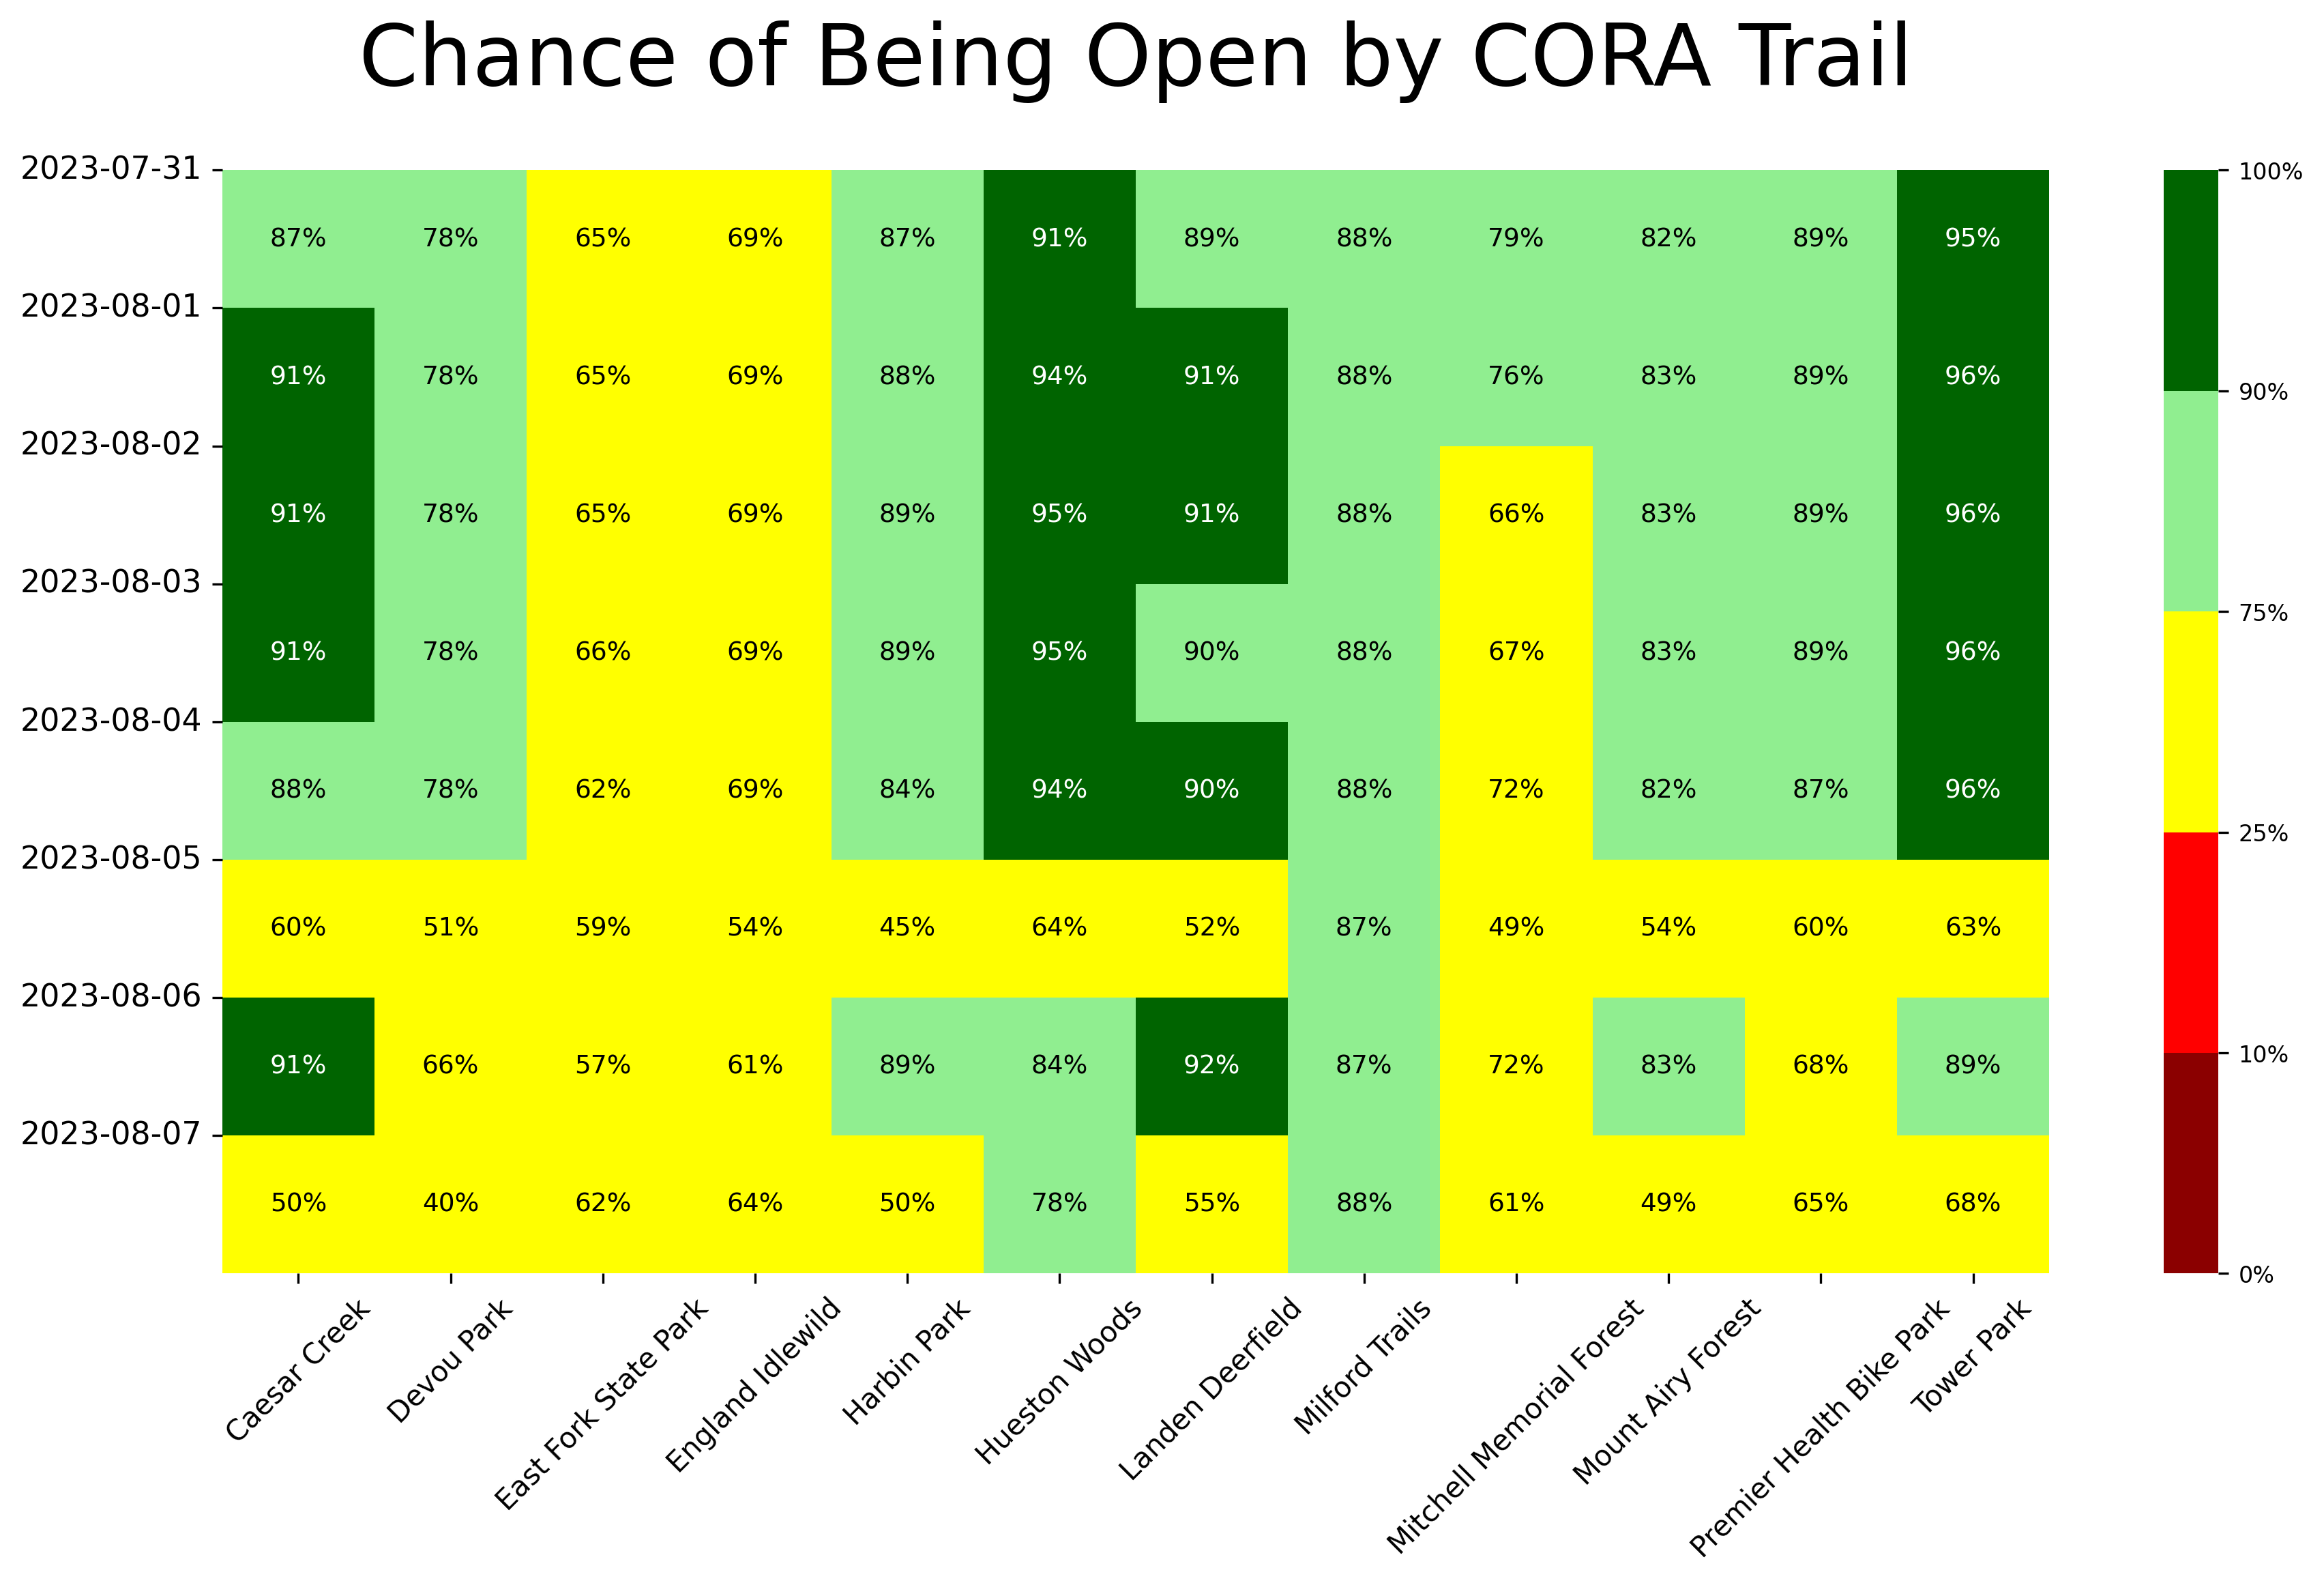 Chance of Being Open by CORA Trail
2023-07-31
100%
87% 78% 65% 69% 87% 91% 89% 88% 79% 82% 89% 95%
2023-08-01
91% 78% 65% 69% 88% 94% 91% 88% 76% 83% 89% 96%
90%
2023-08-02
91% 78% 65% 69% 89% 95% 91% 88% 66% 83% 89% 96%
2023-08-03
75%
91% 78% 66% 69% 89% 95% 90% 88% 67% 83% 89% 96%
2023-08-04
88% 78% 62% 69% 84% 94% 90% 88% 72% 82% 87% 96%
25%
2023-08-05
60% 51% 59% 54% 45% 64% 52% 87% 49% 54% 60% 63%
2023-08-06
10%
91% 66% 57% 61% 89% 84% 92% 87% 72% 83% 68% 89%
2023-08-07
50% 40% 62% 64% 50% 78% 55% 88% 61% 49% 65% 68%
0%
Caesar Creek
Devou Park
East Fork State Park
England Idlewild
Harbin Park
Hueston Woods
Landen Deerfield
Milford Trails
Mitchell Memorial Forest
Mount Airy Forest
Premier Health Bike Park
Tower Park